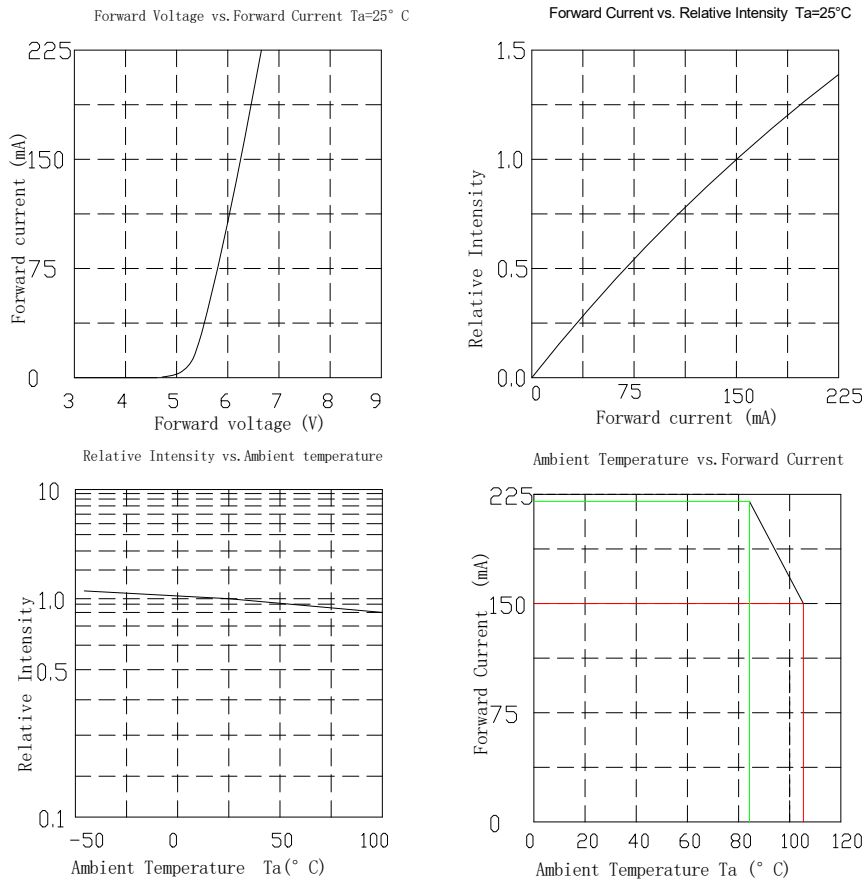 Forward Voltage vs.Forward Current Ta=25° C
225
150
75
0
Forward current (mA)
3 4 5 6 7 8 9
Forward voltage (V)
Forward Current vs. Relative Intensity Ta=25°C
1.5
1.0
0.5
0.0
Relative Intensity
0 75 150 225
Forward current (mA)
Relative Intensity vs.Ambient temperature
10
1.0
0.5
0.1
Relative Intensity
-50 0 50 100
Ambient Temperature Ta(° C)
Ambient Temperature vs.Forward Current
225
150
75
0
Forward Current (mA)
0 20 40 60 80 100 120
Ambient Temperature Ta (° C)